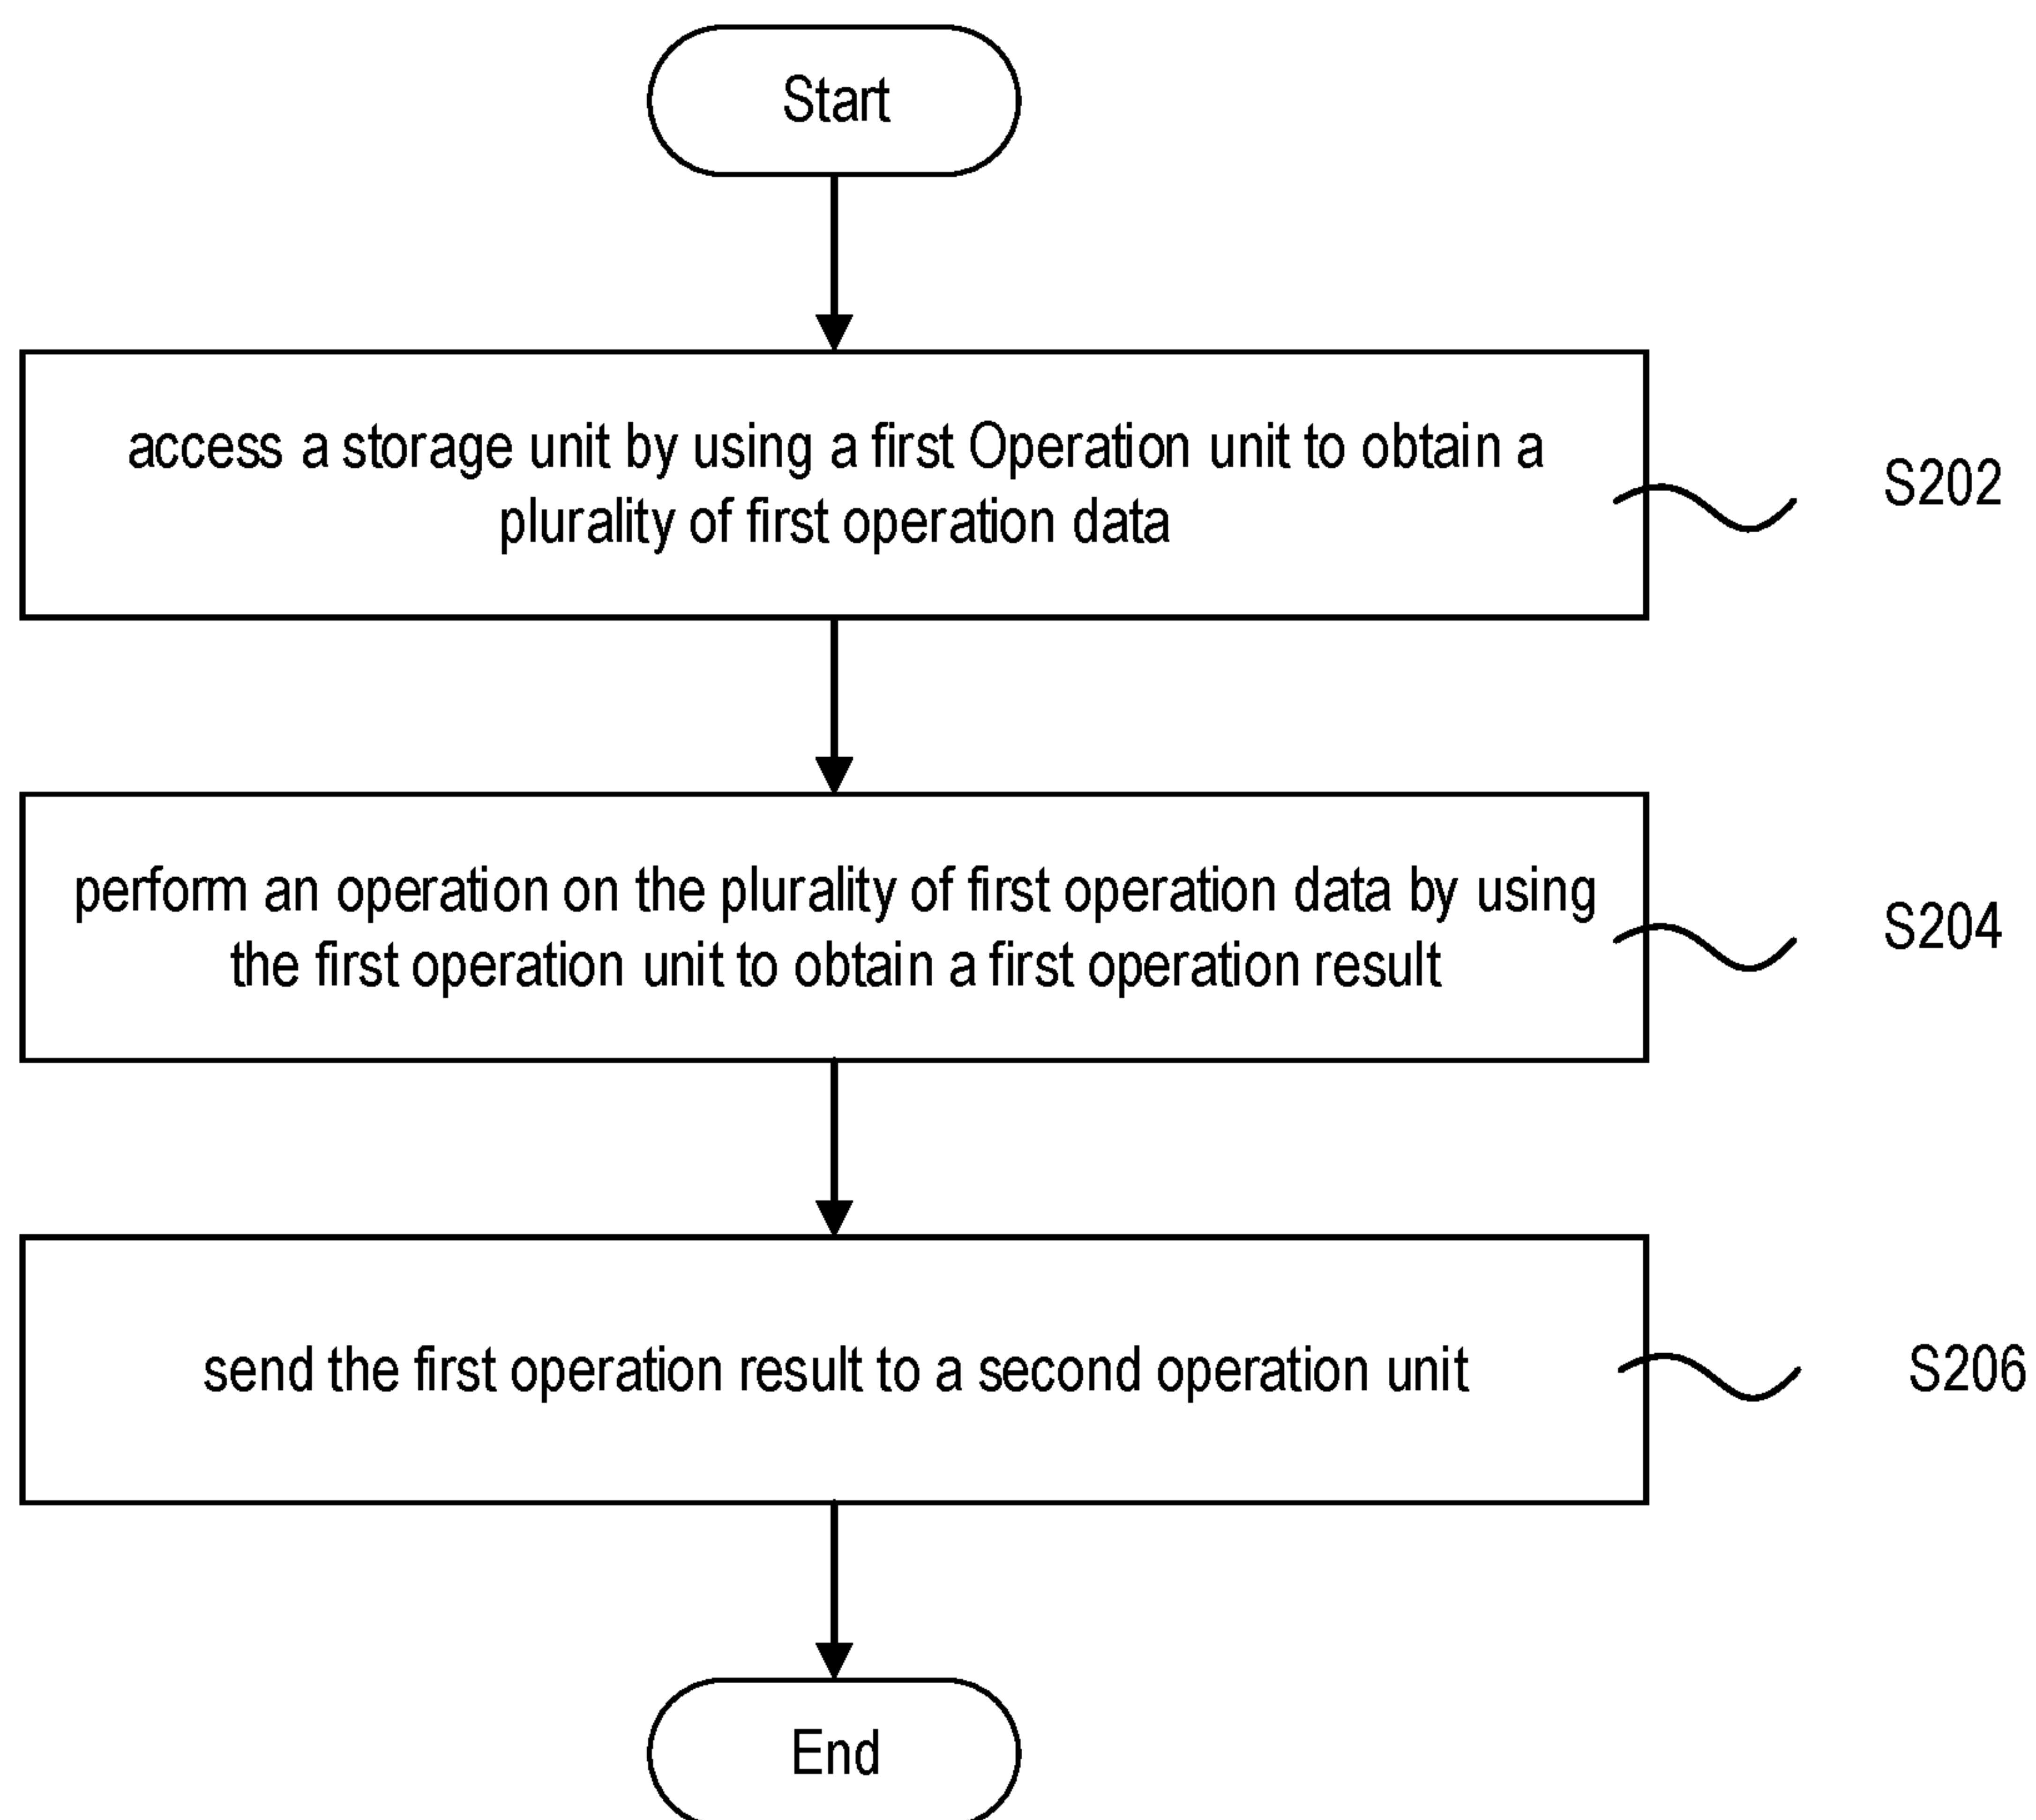 Start
access a storage unit by using a first Operation unit to obtain a
plurality of first operation data
S202
perform an operation on the plurality of first operation data by using
the first operation unit to obtain a first operation result
S204
send the first operation result to a second operation unit
S206
End